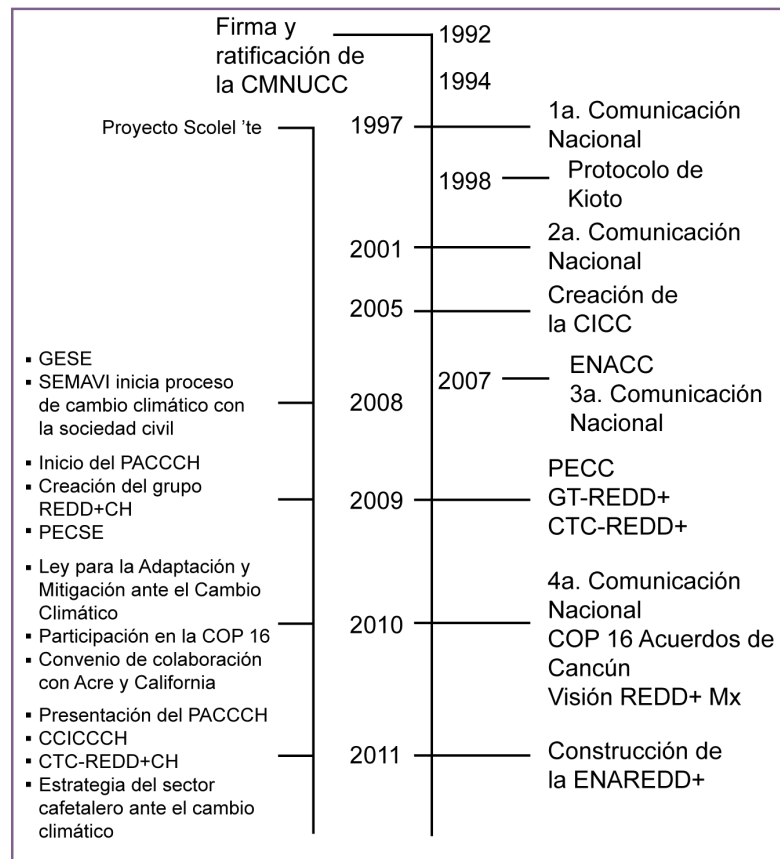 Firma y
ratificación de
la CMNUCC
1992
1994
Proyecto Scolel ’te
1997
1a. Comunicación
Nacional
1998
Protocolo de
Kioto
2001
2a. Comunicación
Nacional
2005
Creación de
la CICC
2007
ENACC
3a. Comunicación
Nacional
▪ GESE
▪ SEMAVI inicia proceso
de cambio climático con
la sociedad civil
2008
▪ Inicio del PACCCH
▪ Creación del grupo
REDD+CH
▪ PECSE
2009
PECC
GT-REDD+
CTC-REDD+
▪ Ley para la Adaptación y
Mitigación ante el Cambio
Climático
▪ Participación en la COP 16
▪ Convenio de colaboración
con Acre y California
2010
4a. Comunicación
Nacional
COP 16 Acuerdos de
Cancún
Visión REDD+ Mx
▪ Presentación del PACCCH
▪ CCICCCH
▪ CTC-REDD+CH
▪ Estrategia del sector
cafetalero ante el cambio
climático
2011
Construcción de
la ENAREDD+